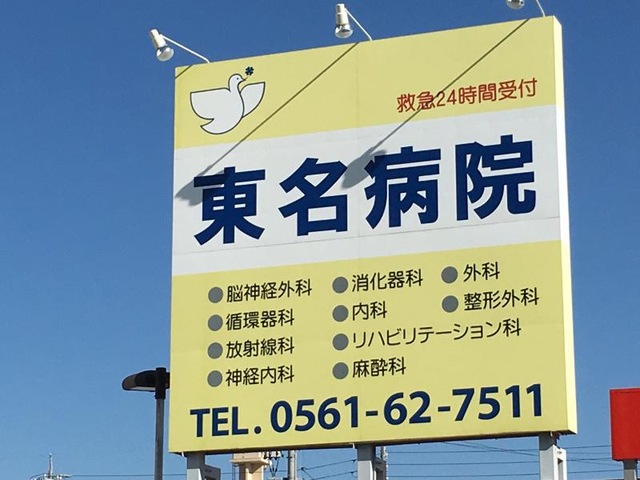 救急24時間受付
東名病院
●脳神経外科 ●消化器科 ●外科
●循環器科 ●内科 ●整形外科
●放射線科 ●リハビリテーション科
●神経内科 ●麻酔科
TEL. 0561-62-7511